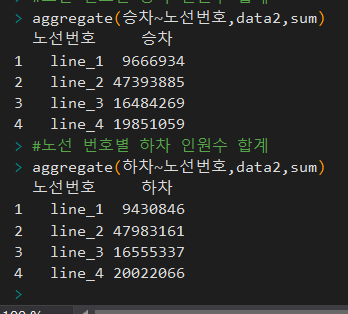 > aggregate(승차~노선번호,data2,sum)
노선번호 승차
1 line_1 9666934
2 line_2 47393885
3 line_3 16484269
4 line_4 19851059
> #노선 번호별 하차 인원수 합계
> aggregate(하차~노선번호,data2,sum)
노선번호 하차
1 line_1 9430846
2 line_2 47983161
3 line_3 16555337
4 line_4 20022066
>